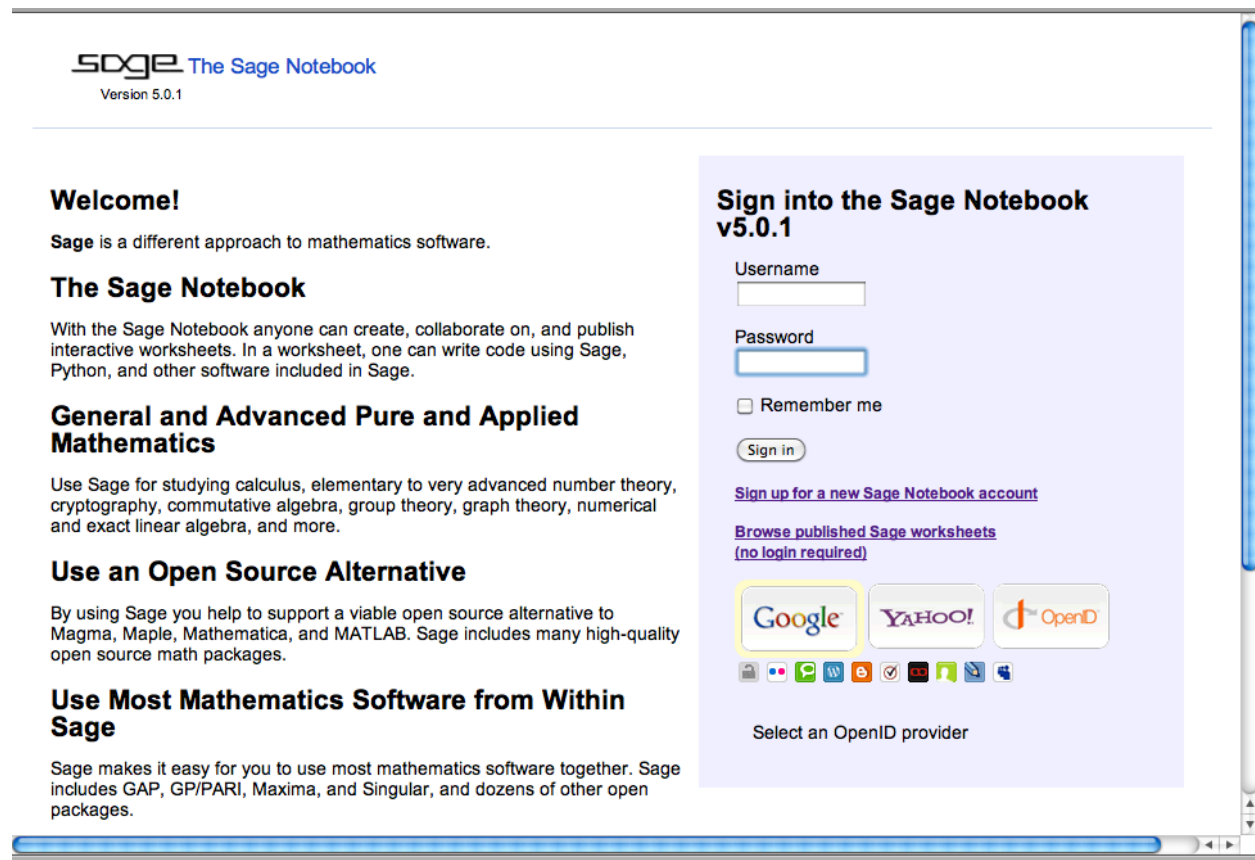 sage The Sage Notebook
Version 5.0.1
Welcome!
Sage is a different approach to mathematics software.
The Sage Notebook
With the Sage Notebook anyone can create, collaborate on, and publish
interactive worksheets. In a worksheet, one can write code using Sage,
Python, and other software included in Sage.
General and Advanced Pure and Applied
Mathematics
Use Sage for studying calculus, elementary to very advanced number theory,
cryptography, commutative algebra, group theory, graph theory, numerical
and exact linear algebra, and more.
Use an Open Source Alternative
By using Sage you help to support a viable open source alternative to
Magma, Maple, Mathematica, and MATLAB. Sage includes many high-quality
open source math packages.
Use Most Mathematics Software from Within
Sage
Sage makes it easy for you to use most mathematics software together. Sage
includes GAP, GP/PARI, Maxima, and Singular, and dozens of other open
packages.
Sign into the Sage Notebook
v5.0.1
Username
Password
Remember me
Sign in
Sign up for a new Sage Notebook account
Browse published Sage worksheets
(no login required)
Google YAHOO! OpenID
Select an OpenID provider